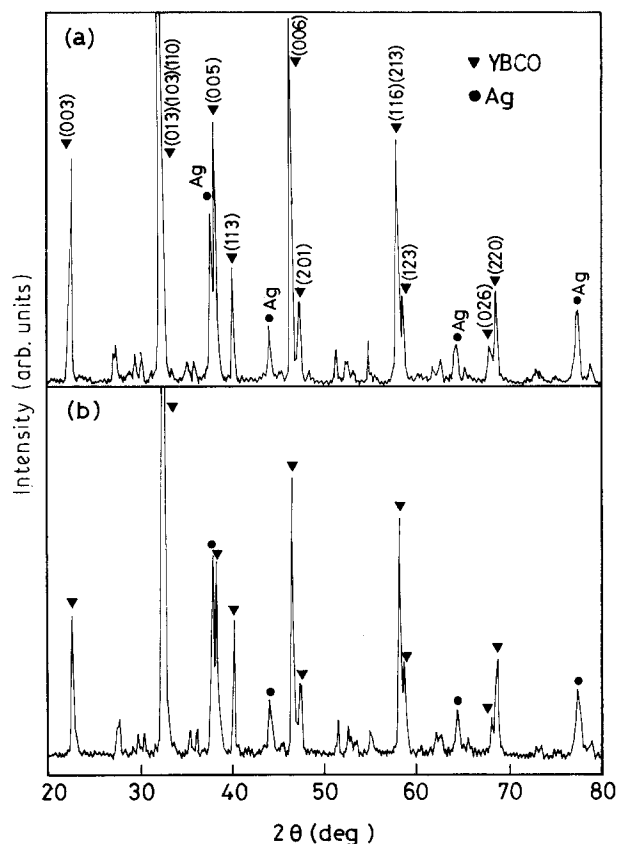 (a)
(003)
(013)(103)(110)
Ag
(005)
(113)
Ag
(006)
(201)
(116)(213)
(123)
Ag
(026)
(220)
Ag
YBCO
Ag
(b)
Intensity (arb. units)
20 30 40 50 60 70 80
2θ (deg)